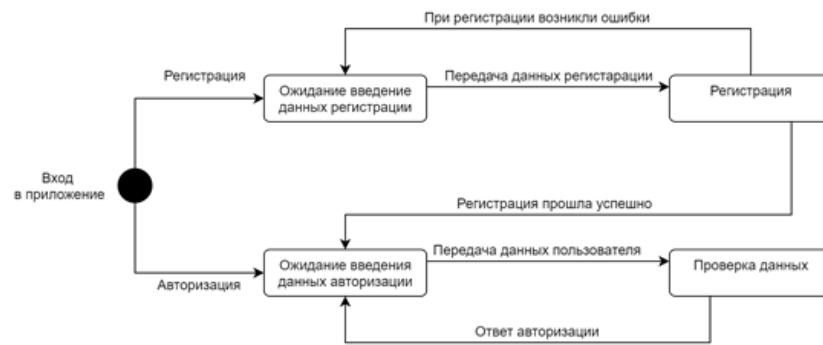 При регистрации возникли ошибки
Регистрация
Ожидание введение
данных регистрации
Передача данных регистарации
Регистрация
Вход
в приложение
Регистрация прошла успешно
Авторизация
Ожидание введения
данных авторизации
Передача данных пользователя
Проверка данных
Ответ авторизации